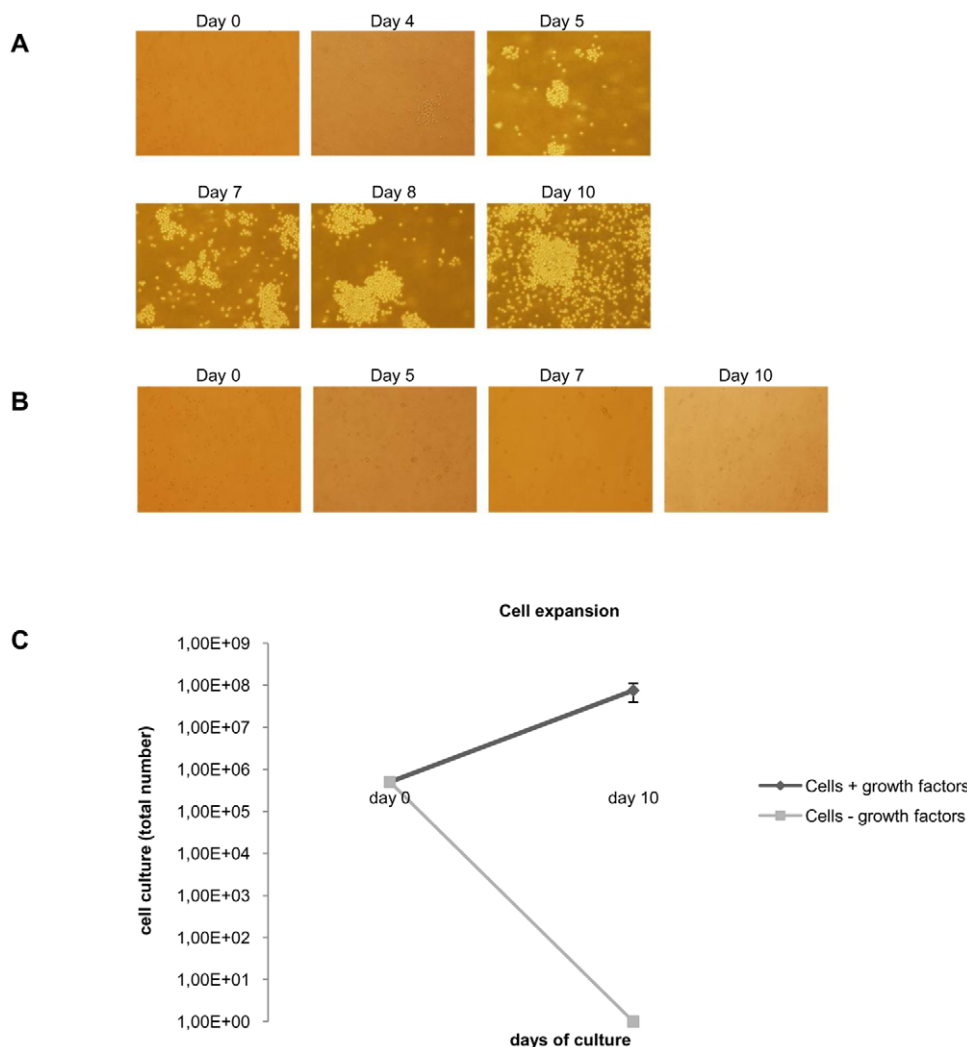 A
Day 0 Day 4 Day 5
Day 7 Day 8 Day 10
B
Day 0 Day 5 Day 7 Day 10
C
Cell expansion
cell culture (total number)
1,00E+09
1,00E+08
1,00E+07
1,00E+06
1,00E+05
1,00E+04
1,00E+03
1,00E+02
1,00E+01
1,00E+00
day 0 day 10
days of culture
Cells + growth factors
Cells - growth factors